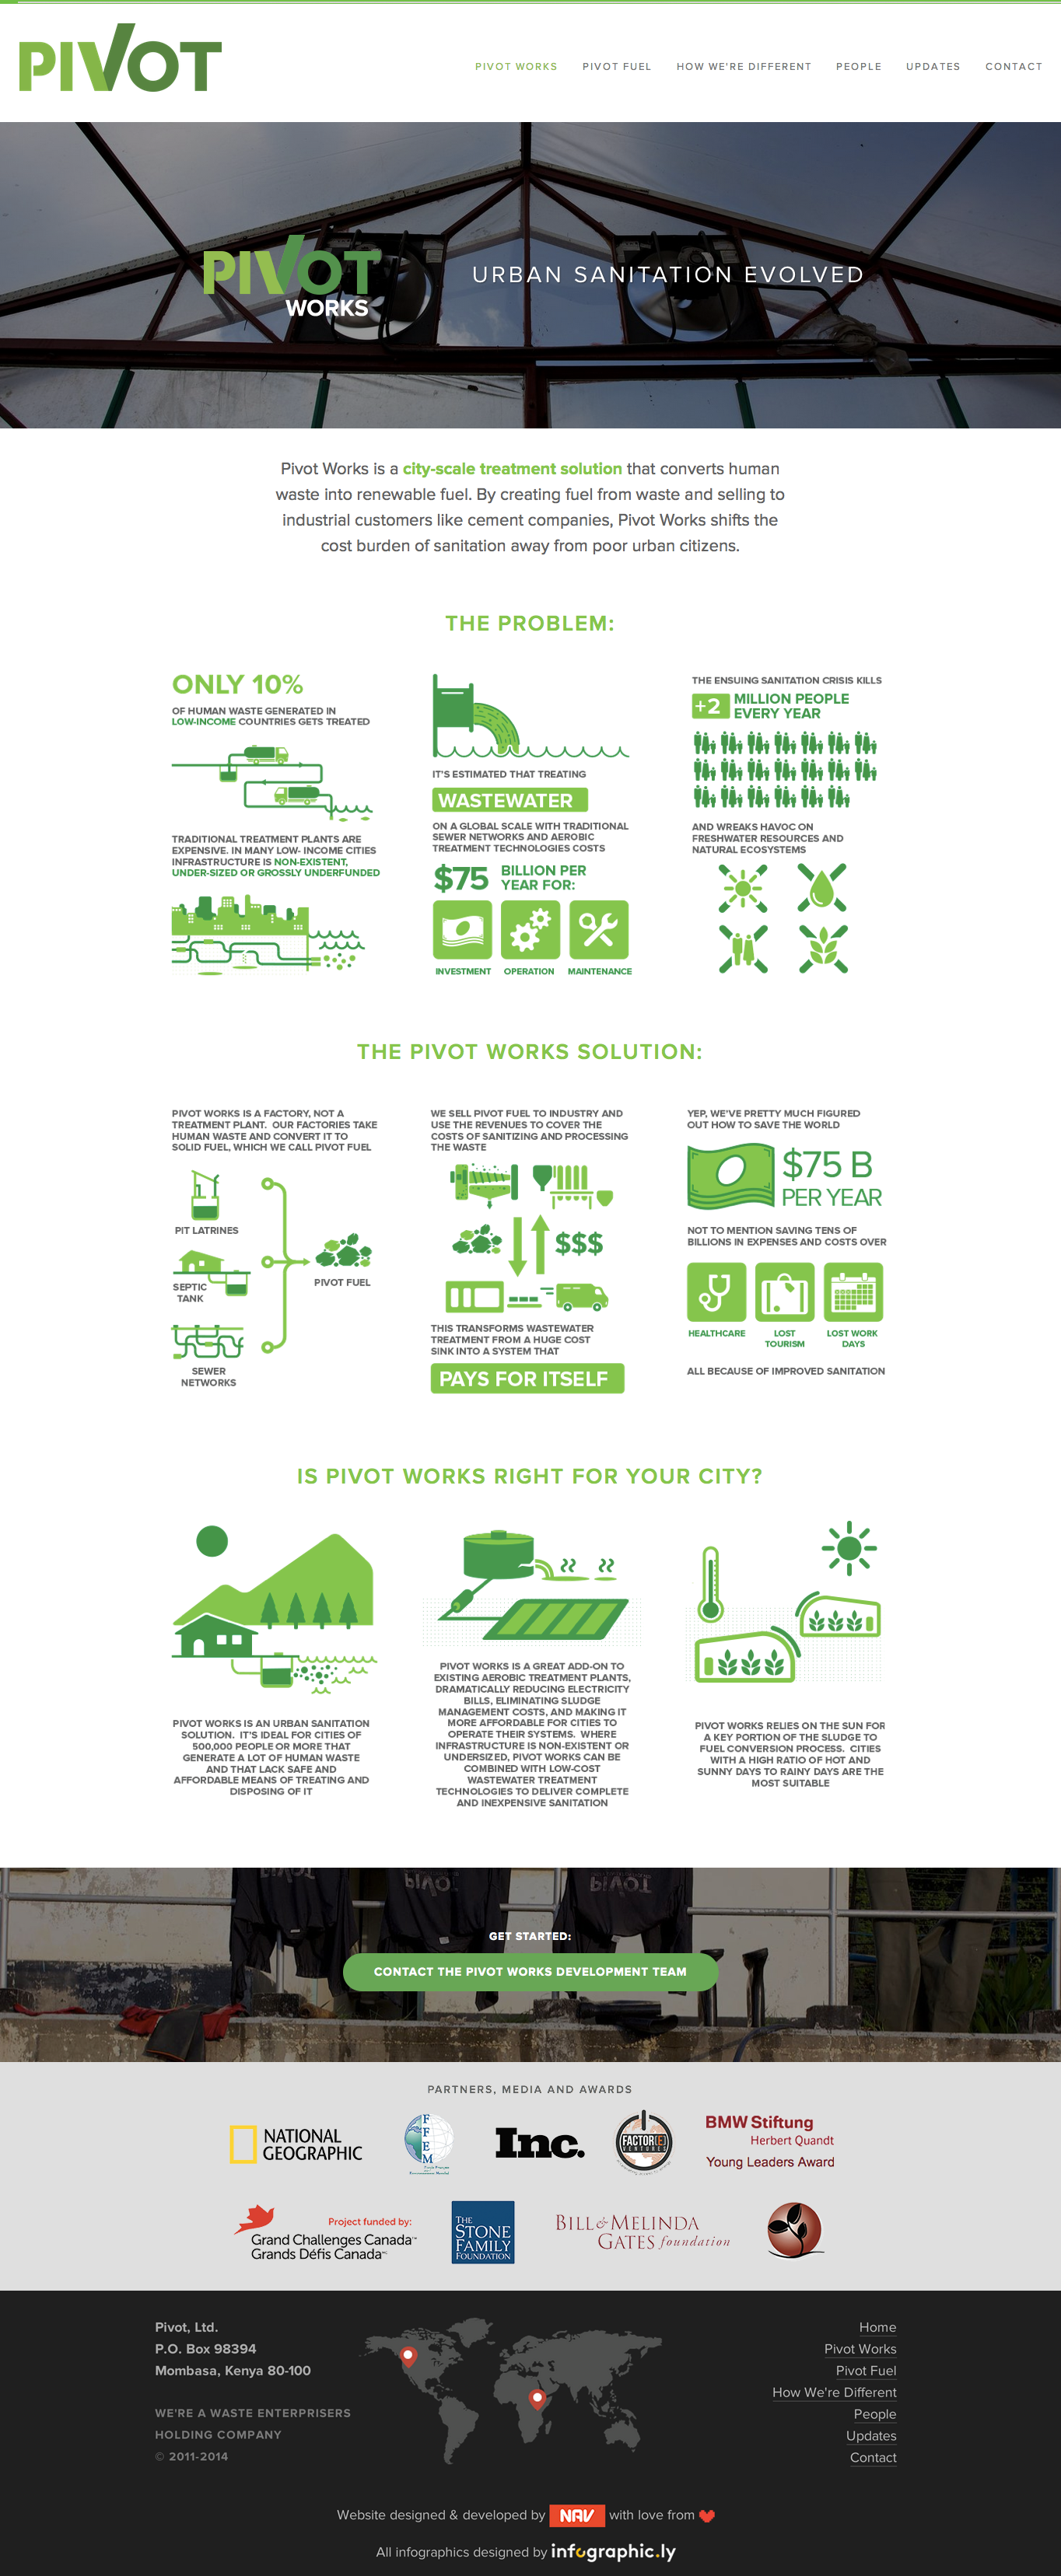 PIVOT
PIVOT WORKS
PIVOT FUEL
HOW WE'RE DIFFERENT
PEOPLE
UPDATES
CONTACT
PIVOT
WORKS
URBAN SANITATION EVOLVED
Pivot Works is a city-scale treatment solution that converts human
waste into renewable fuel. By creating fuel from waste and selling to
industrial customers like cement companies, Pivot Works shifts the
cost burden of sanitation away from poor urban citizens.
THE PROBLEM:
ONLY 10%
OF HUMAN WASTE GENERATED IN
LOW-INCOME COUNTRIES GETS TREATED
TRADITIONAL TREATMENT PLANTS ARE
EXPENSIVE. IN MANY LOW- INCOME CITIES
INFRASTRUCTURE IS NON-EXISTENT,
UNDER-SIZED OR GROSSLY UNDERFUNDED
IT'S ESTIMATED THAT TREATING
WASTEWATER
ON A GLOBAL SCALE WITH TRADITIONAL
SEWER NETWORKS AND AEROBIC
TREATMENT TECHNOLOGIES COSTS
$75 BILLION PER
YEAR FOR:
INVESTMENT
OPERATION
MAINTENANCE
THE ENSUING SANITATION CRISIS KILLS
+2 MILLION PEOPLE
EVERY YEAR
AND WREAKS HAVOC ON
FRESHWATER RESOURCES AND
NATURAL ECOSYSTEMS
THE PIVOT WORKS SOLUTION:
PIVOT WORKS IS A FACTORY, NOT A
TREATMENT PLANT. OUR FACTORIES TAKE
HUMAN WASTE AND CONVERT IT TO
SOLID FUEL, WHICH WE CALL PIVOT FUEL
PIT LATRINES
SEPTIC
TANK
SEWER
NETWORKS
PIVOT FUEL
WE SELL PIVOT FUEL TO INDUSTRY AND
USE THE REVENUES TO COVER THE
COSTS OF SANITIZING AND PROCESSING
THE WASTE
$$$
THIS TRANSFORMS WASTEWATER
TREATMENT FROM A HUGE COST
SINK INTO A SYSTEM THAT
PAYS FOR ITSELF
YEP, WE'VE PRETTY MUCH FIGURED
OUT HOW TO SAVE THE WORLD
$75 B
PER YEAR
NOT TO MENTION SAVING TENS OF
BILLIONS IN EXPENSES AND COSTS OVER
HEALTHCARE
LOST
TOURISM
LOST WORK
DAYS
ALL BECAUSE OF IMPROVED SANITATION
IS PIVOT WORKS RIGHT FOR YOUR CITY?
PIVOT WORKS IS AN URBAN SANITATION
SOLUTION. IT'S IDEAL FOR CITIES OF
500,000 PEOPLE OR MORE THAT
GENERATE A LOT OF HUMAN WASTE
AND THAT LACK SAFE AND
AFFORDABLE MEANS OF TREATING AND
DISPOSING OF IT
PIVOT WORKS IS A GREAT ADD-ON TO
EXISTING AEROBIC TREATMENT PLANTS,
DRAMATICALLY REDUCING ELECTRICITY
BILLS, ELIMINATING SLUDGE
MANAGEMENT COSTS, AND MAKING IT
MORE AFFORDABLE FOR CITIES TO
OPERATE THEIR SYSTEMS. WHERE
INFRASTRUCTURE IS NON-EXISTENT OR
UNDERSIZED, PIVOT WORKS CAN BE
COMBINED WITH LOW-COST
WASTEWATER TREATMENT
TECHNOLOGIES TO DELIVER COMPLETE
AND INEXPENSIVE SANITATION
PIVOT WORKS RELIES ON THE SUN FOR
A KEY PORTION OF THE SLUDGE TO
FUEL CONVERSION PROCESS. CITIES
WITH A HIGH RATIO OF HOT AND
SUNNY DAYS TO RAINY DAYS ARE THE
MOST SUITABLE
PIVOT
PIVOT
PIVOT
GET STARTED:
CONTACT THE PIVOT WORKS DEVELOPMENT TEAM
PARTNERS, MEDIA AND AWARDS
NATIONAL
GEOGRAPHIC
FFEM
Inc.
FACTOR[E]
VENTURES
BMW Stiftung
Herbert Quandt
Young Leaders Award
Project funded by:
Grand Challenges Canada™
Grands Défis Canada
THE
STONE
FAMILY
FOUNDATION
BILL & MELINDA
GATES foundation
Pivot, Ltd.
P.O. Box 98394
Mombasa, Kenya 80-100
WE'RE A WASTE ENTERPRISERS
HOLDING COMPANY
© 2011-2014
Home
Pivot Works
Pivot Fuel
How We're Different
People
Updates
Contact
Website designed & developed by NAV with love from
All infographics designed by infographic.ly